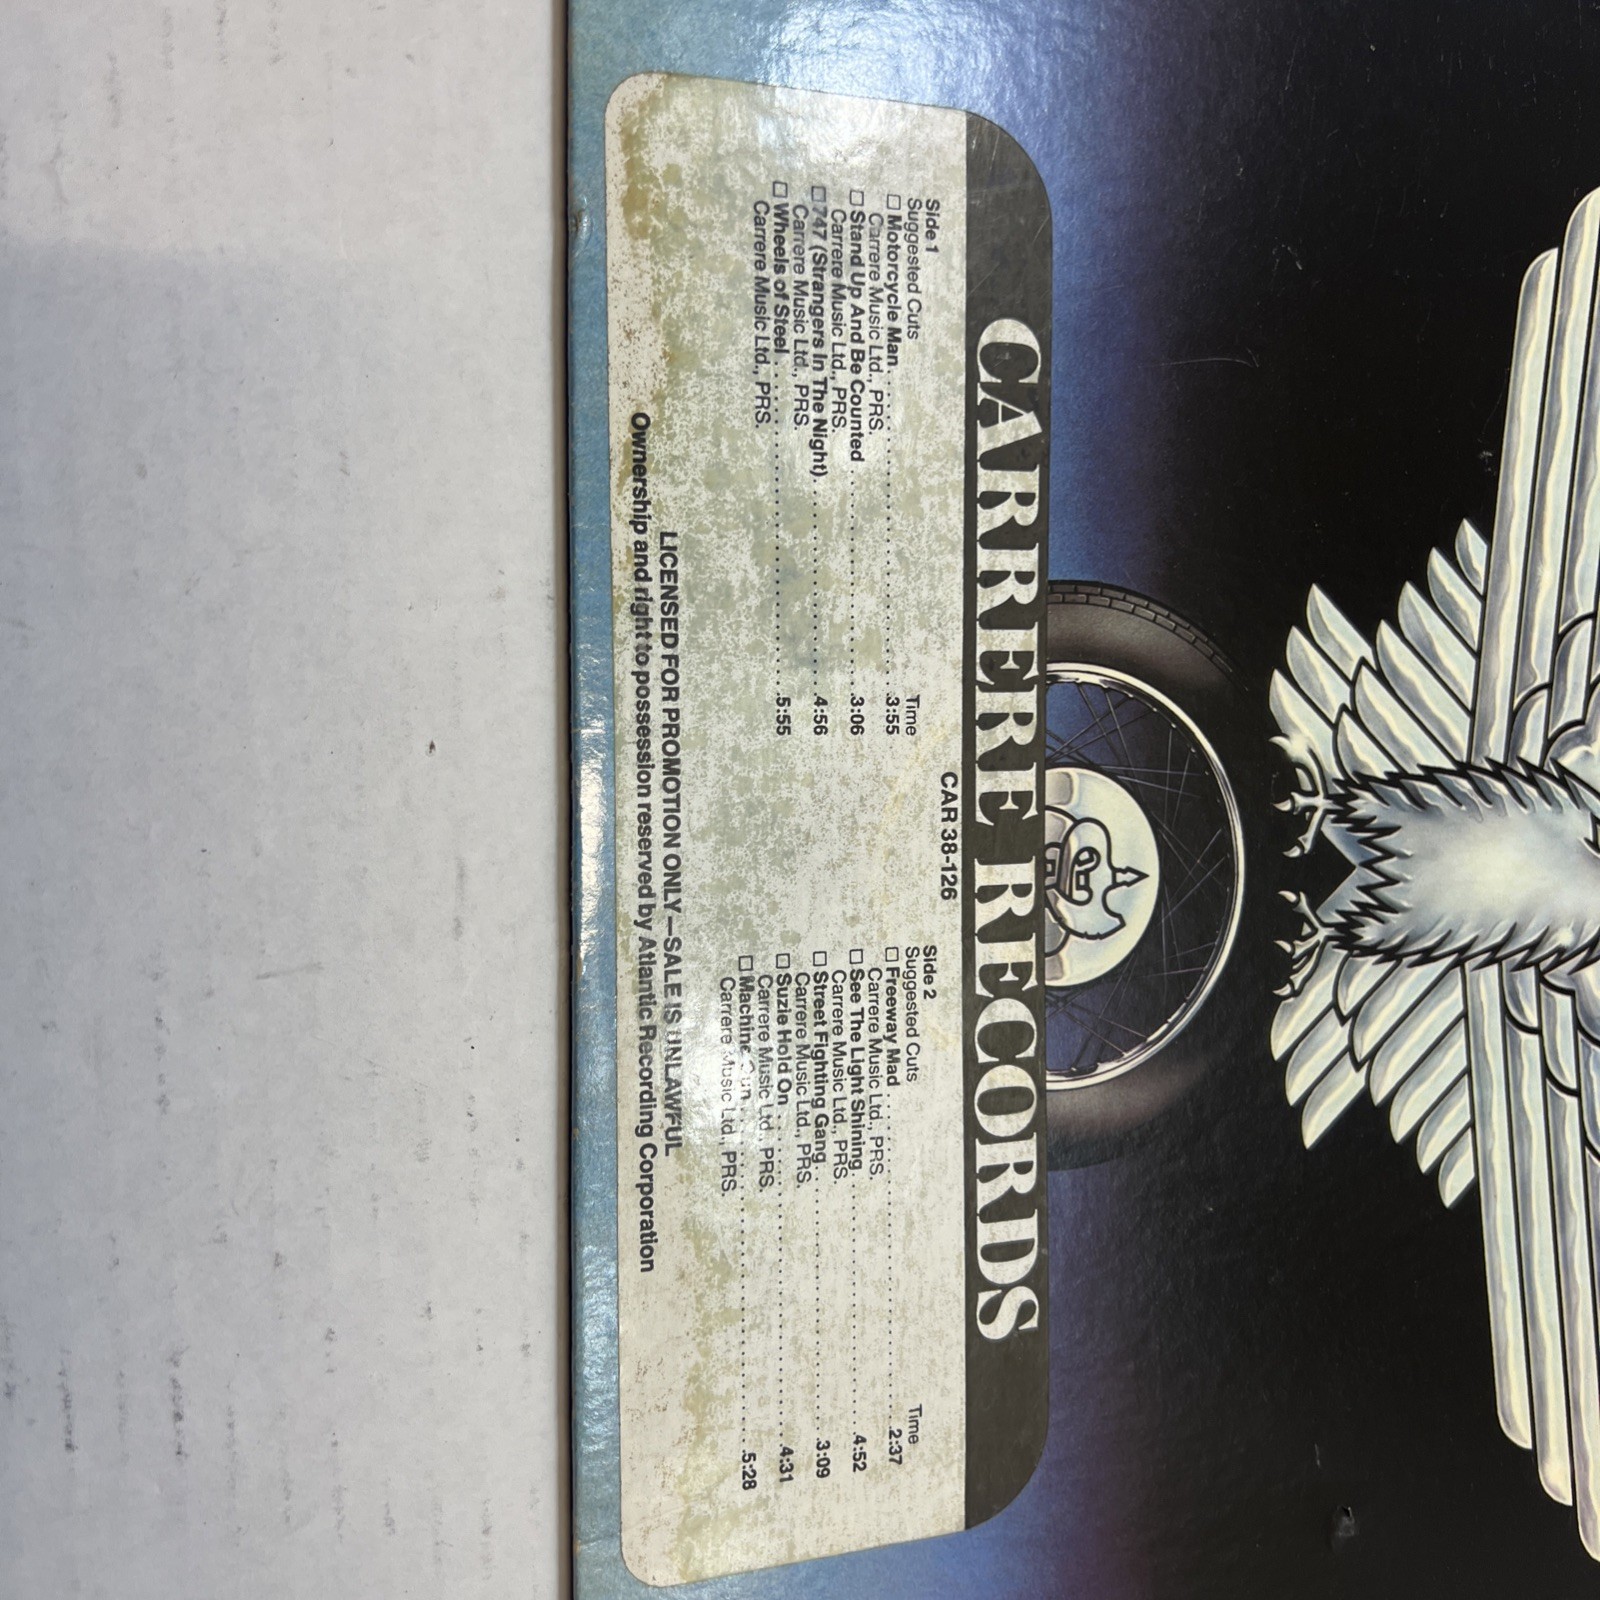 CARRERE RECORDS
CAR 38-126
Side 1
Suggested Cuts Time
☐ Motorcycle Man . . . . . . . . . . . . . . . . . . . . . . . . . . . . . .3:55
Carrere Music Ltd., PRS.
☐ Stand Up And Be Counted . . . . . . . . . . . . . . . . . . . . .3:06
Carrere Music Ltd., PRS.
☐ 747 (Strangers In The Night) . . . . . . . . . . . . . . . . . . . .4:56
Carrere Music Ltd., PRS.
☐ Wheels of Steel . . . . . . . . . . . . . . . . . . . . . . . . . . . . . .5:55
Carrere Music Ltd., PRS.
Side 2
Suggested Cuts Time
☐ Freeway Mad . . . . . . . . . . . . . . . . . . . . . . . . . . . . . . .2:37
Carrere Music Ltd., PRS.
☐ See The Light Shining . . . . . . . . . . . . . . . . . . . . . . . .4:52
Carrere Music Ltd., PRS.
☐ Street Fighting Gang . . . . . . . . . . . . . . . . . . . . . . . . .3:09
Carrere Music Ltd., PRS.
☐ Suzie Hold On . . . . . . . . . . . . . . . . . . . . . . . . . . . . . .4:31
Carrere Music Ltd., PRS.
☐ Machine Gun . . . . . . . . . . . . . . . . . . . . . . . . . . . . . . .5:28
Carrere Music Ltd., PRS.
LICENSED FOR PROMOTION ONLY—SALE IS UNLAWFUL
Ownership and right to possession reserved by Atlantic Recording Corporation